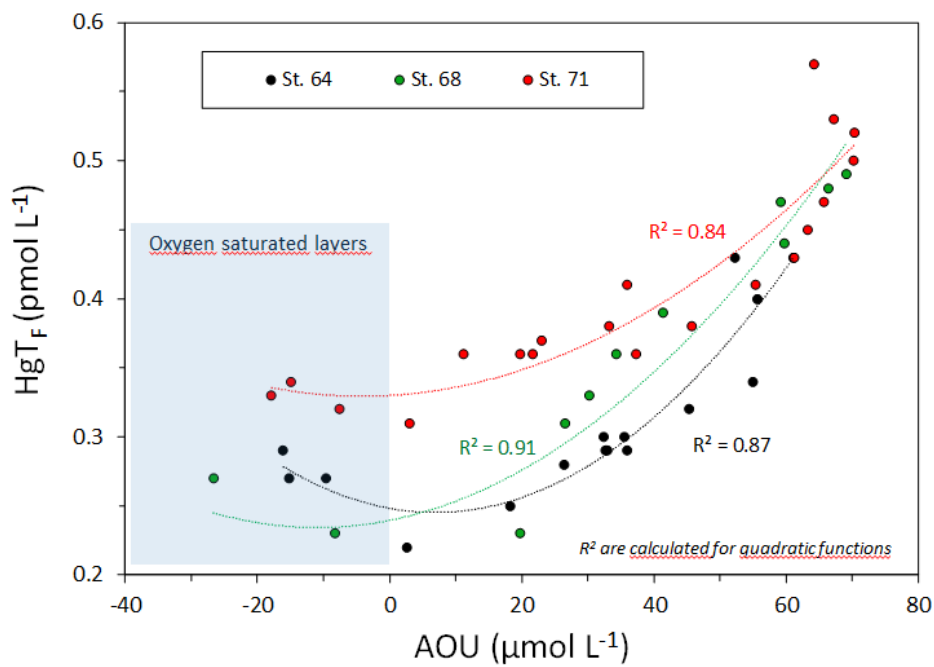 0.6
0.5
0.4
0.3
0.2
HgT_F (pmol L⁻¹)
St. 64 St. 68 St. 71
Oxygen saturated layers
R² = 0.84
R² = 0.91
R² = 0.87
R² are calculated for quadratic functions
-40 -20 0 20 40 60 80
AOU (µmol L⁻¹)